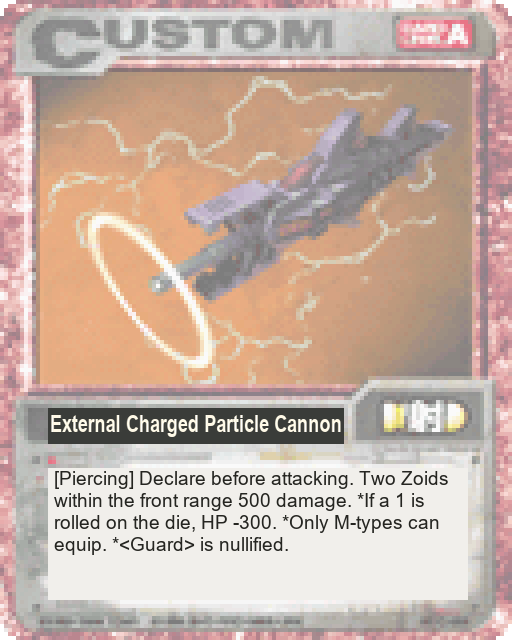 CUSTOM
A
External Charged Particle Cannon
[Piercing] Declare before attacking. Two Zoids
within the front range 500 damage. *If a 1 is
rolled on the die, HP -300. *Only M-types can
equip. *<Guard> is nullified.